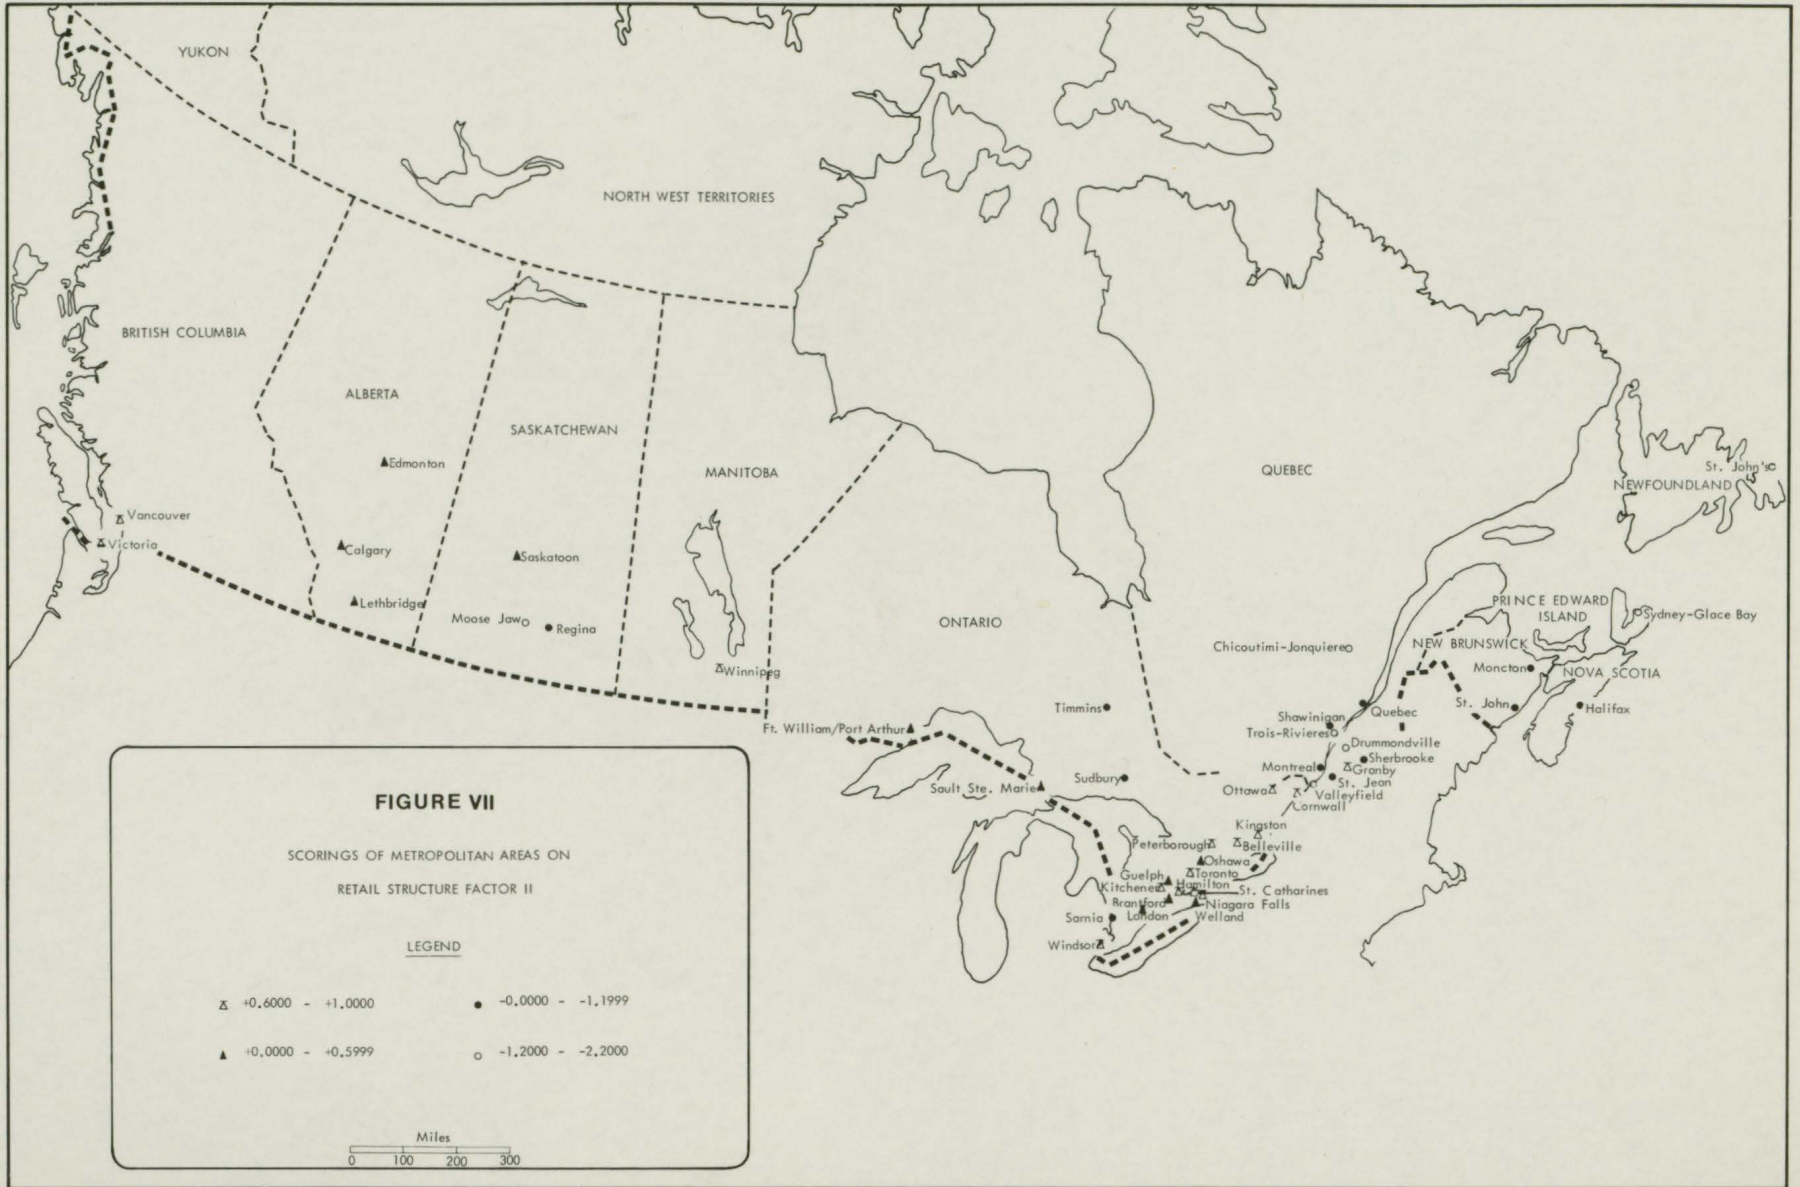 YUKON
NORTH WEST TERRITORIES
BRITISH COLUMBIA
ALBERTA
SASKATCHEWAN
MANITOBA
QUEBEC
St. John's
NEWFOUNDLAND
Edmonton
Vancouver
Victoria
Calgary
Saskatoon
Lethbridge
Moose Jaw
Regina
Winnipeg
ONTARIO
PRINCE EDWARD
ISLAND
Sydney-Glace Bay
Chicoutimi-Jonquiere
NEW BRUNSWICK
Moncton
NOVA SCOTIA
Timmins
Quebec
St. John
Halifax
Shawinigan
Trois-Rivieres
Ft. William/Port Arthur
Drummondville
Sherbrooke
Montreal
Granby
Sudbury
St. Jean
Sault Ste. Marie
Ottawa
Valleyfield
Cornwall
Kingston
Peterborough
Belleville
Oshawa
Guelph
Toronto
Kitchener
Hamilton
St. Catharines
Brantford
Niagara Falls
Sarnia
London
Welland
Windsor
FIGURE VII
SCORINGS OF METROPOLITAN AREAS ON
RETAIL STRUCTURE FACTOR II
LEGEND
+0.6000 - +1.0000
-0.0000 - -1.1999
+0.0000 - +0.5999
-1.2000 - -2.2000
Miles
0 100 200 300